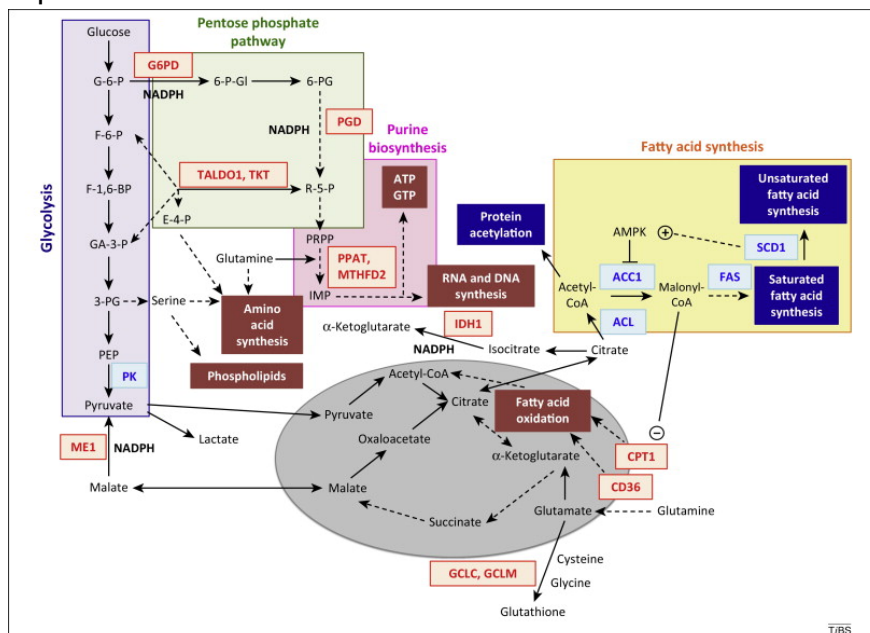 Pentose phosphate
pathway
Glucose
G6PD
G-6-P
6-P-Gl
6-PG
NADPH
NADPH
PGD
F-6-P
Purine
biosynthesis
Fatty acid synthesis
Glycolysis
TALDO1, TKT
ATP
GTP
Unsaturated
fatty acid
synthesis
F-1,6-BP
R-5-P
E-4-P
Protein
acetylation
AMPK
+
SCD1
GA-3-P
PRPP
Glutamine
PPAT,
MTHFD2
ACC1
FAS
Acetyl-
CoA
Malonyl-
CoA
Saturated
fatty acid
synthesis
3-PG
Serine
IMP
RNA and DNA
synthesis
Amino
acid
synthesis
ACL
α-Ketoglutarate
IDH1
NADPH
Isocitrate
Citrate
PEP
PK
Phospholipids
Acetyl-CoA
Pyruvate
Pyruvate
Citrate
Fatty acid
oxidation
Lactate
Oxaloacetate
−
ME1
NADPH
α-Ketoglutarate
CPT1
CD36
Malate
Malate
Succinate
Glutamate
Glutamine
Cysteine
GCLC, GCLM
Glycine
Glutathione
TiBS